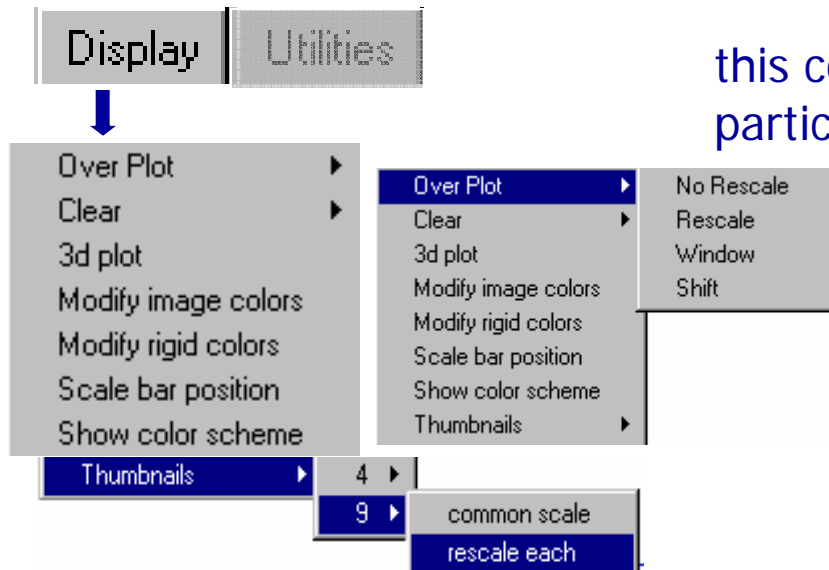 Display
Utilities
this c
partic
Over Plot
Clear
3d plot
Modify image colors
Modify rigid colors
Scale bar position
Show color scheme
Thumbnails
4
9
common scale
rescale each
Over Plot
Clear
3d plot
Modify image colors
Modify rigid colors
Scale bar position
Show color scheme
Thumbnails
No Rescale
Rescale
Window
Shift